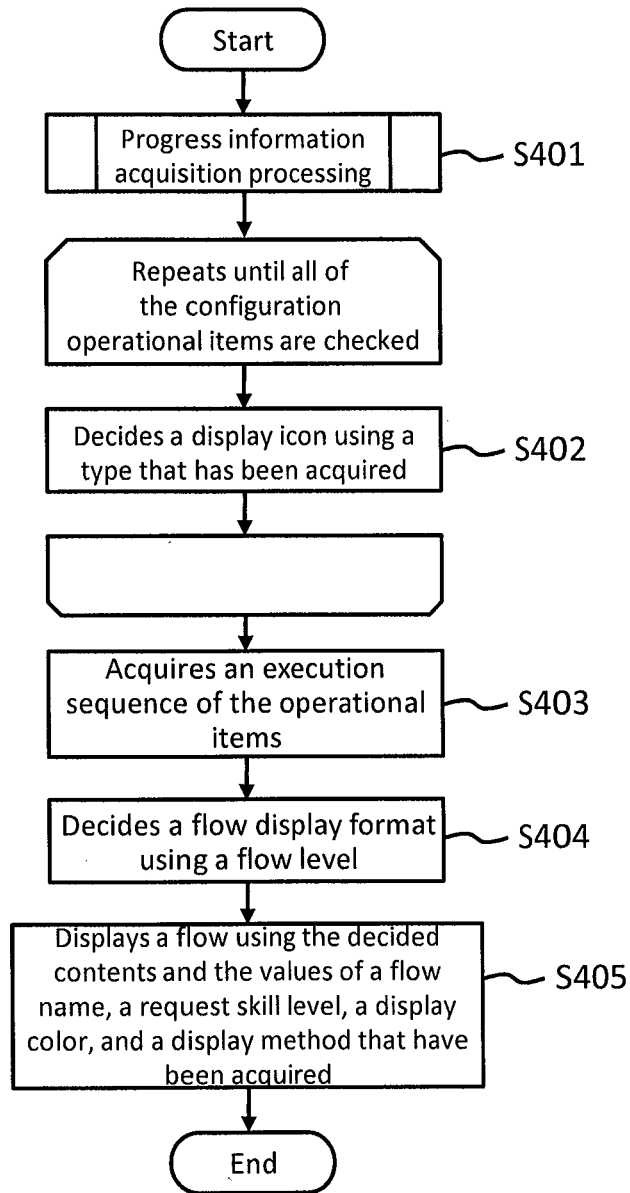 Start
Progress information
acquisition processing
S401
Repeats until all of
the configuration
operational items are checked
Decides a display icon using a
type that has been acquired
S402
Acquires an execution
sequence of the operational
items
S403
Decides a flow display format
using a flow level
S404
Displays a flow using the decided
contents and the values of a flow
name, a request skill level, a display
color, and a display method that have
been acquired
S405
End